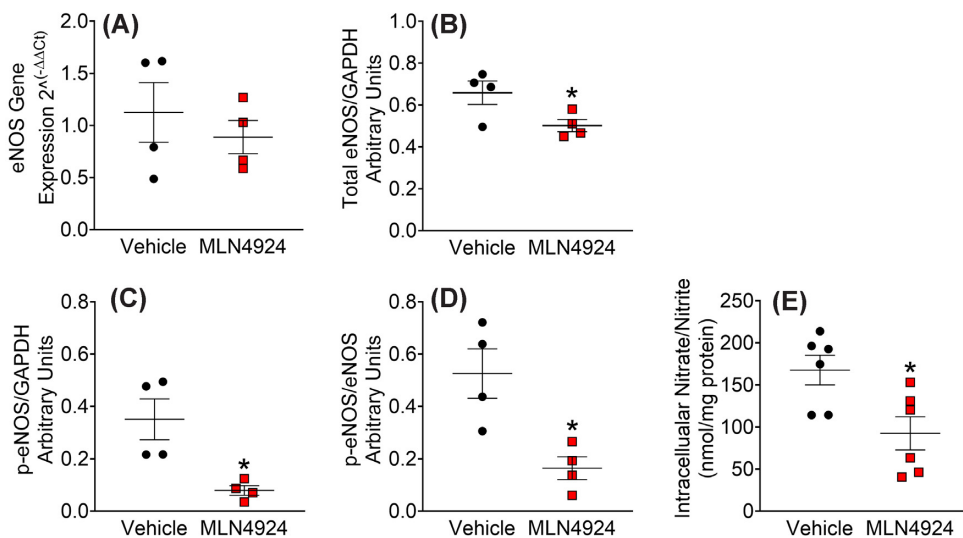 (A)
eNOS Gene
Expression 2^(-ΔΔCt)
2.0
1.5
1.0
0.5
0.0
Vehicle MLN4924
(B)
Total eNOS/GAPDH
Arbitrary Units
1.0
0.8
0.6
0.4
0.2
0.0
*
Vehicle MLN4924
(C)
p-eNOS/GAPDH
Arbitrary Units
0.8
0.6
0.4
0.2
0.0
*
Vehicle MLN4924
(D)
p-eNOS/eNOS
Arbitrary Units
0.8
0.6
0.4
0.2
0.0
*
Vehicle MLN4924
(E)
Intracellualar Nitrate/Nitrite
(nmol/mg protein)
250
200
150
100
50
0
*
Vehicle MLN4924